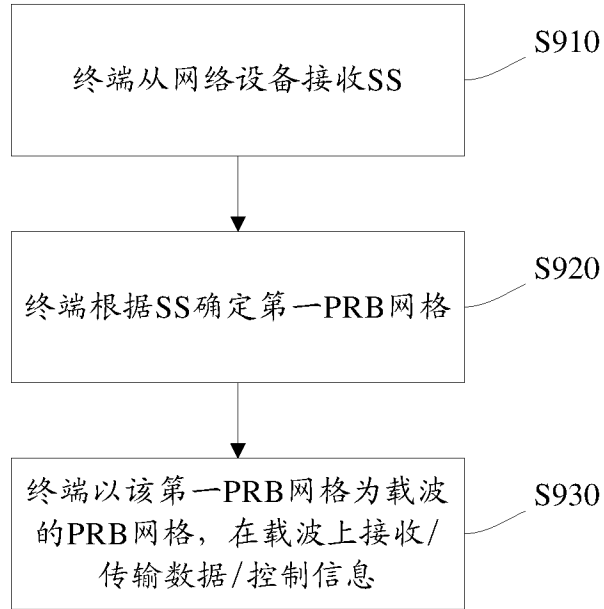 终端从网络设备接收SS
S910
终端根据SS确定第一PRB网格
S920
终端以该第一PRB网格为载波
的PRB网格，在载波上接收/
传输数据/控制信息
S930